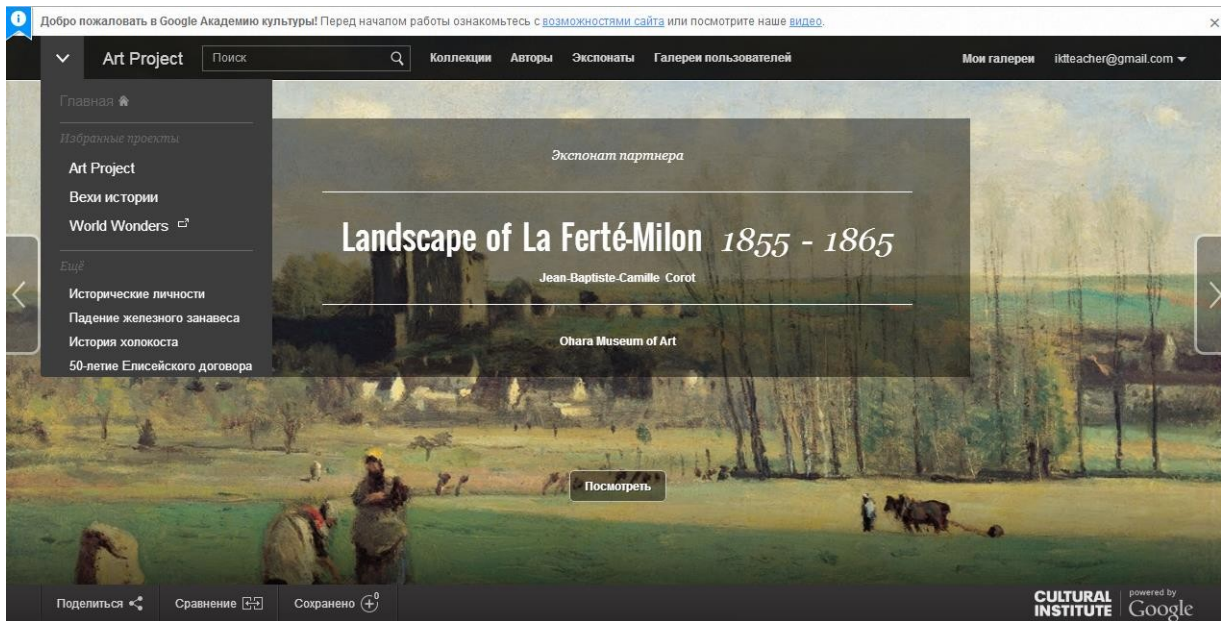 Добро пожаловать в Google Академию культуры! Перед началом работы ознакомьтесь с возможностями сайта или посмотрите наше видео.
Art Project Поиск Коллекции Авторы Экспонаты Галереи пользователей Мои галереи iktteacher@gmail.com
Главная
Избранные проекты
Art Project
Вехи истории
World Wonders
Ещё
Исторические личности
Падение железного занавеса
История холокоста
50-летие Елисейского договора
Экспонат партнера
Landscape of La Ferté-Milon 1855 - 1865
Jean-Baptiste-Camille Corot
Ohara Museum of Art
Посмотреть
Поделиться Сравнение Сохранено 0
CULTURAL INSTITUTE
powered by Google